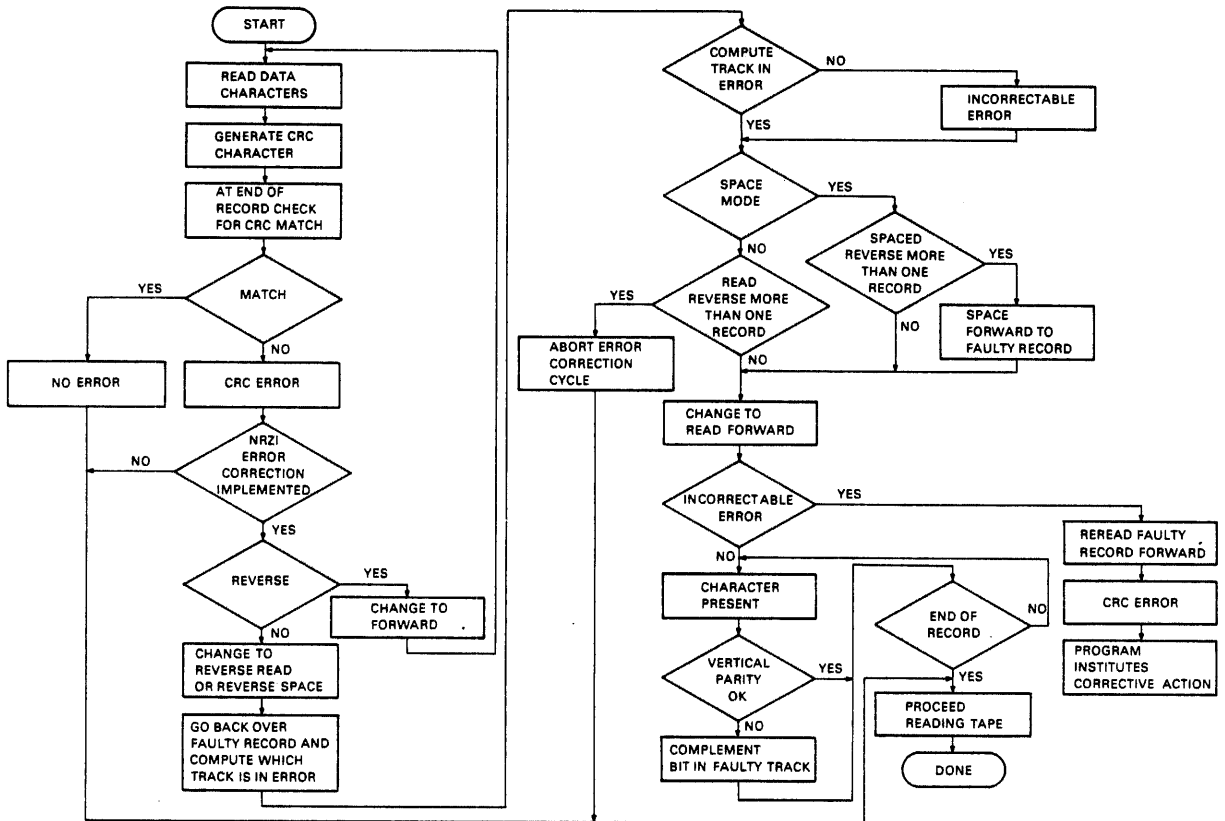 START
READ DATA
CHARACTERS
GENERATE CRC
CHARACTER
AT END OF
RECORD CHECK
FOR CRC MATCH
YES
MATCH
NO
NO ERROR
CRC ERROR
NO
NRZI
ERROR
CORRECTION
IMPLEMENTED
YES
REVERSE
YES
CHANGE TO
FORWARD
NO
CHANGE TO
REVERSE READ
OR REVERSE SPACE
GO BACK OVER
FAULTY RECORD AND
COMPUTE WHICH
TRACK IS IN ERROR
COMPUTE
TRACK IN
ERROR
NO
INCORRECTABLE
ERROR
YES
SPACE
MODE
YES
NO
SPACED
REVERSE MORE
THAN ONE
RECORD
YES
NO
SPACE
FORWARD TO
FAULTY RECORD
READ
REVERSE MORE
THAN ONE
RECORD
YES
NO
ABORT ERROR
CORRECTION
CYCLE
CHANGE TO
READ FORWARD
INCORRECTABLE
ERROR
YES
NO
REREAD FAULTY
RECORD FORWARD
CRC ERROR
PROGRAM
INSTITUTES
CORRECTIVE ACTION
CHARACTER
PRESENT
VERTICAL
PARITY
OK
YES
NO
COMPLEMENT
BIT IN FAULTY TRACK
END OF
RECORD
NO
YES
PROCEED
READING TAPE
DONE